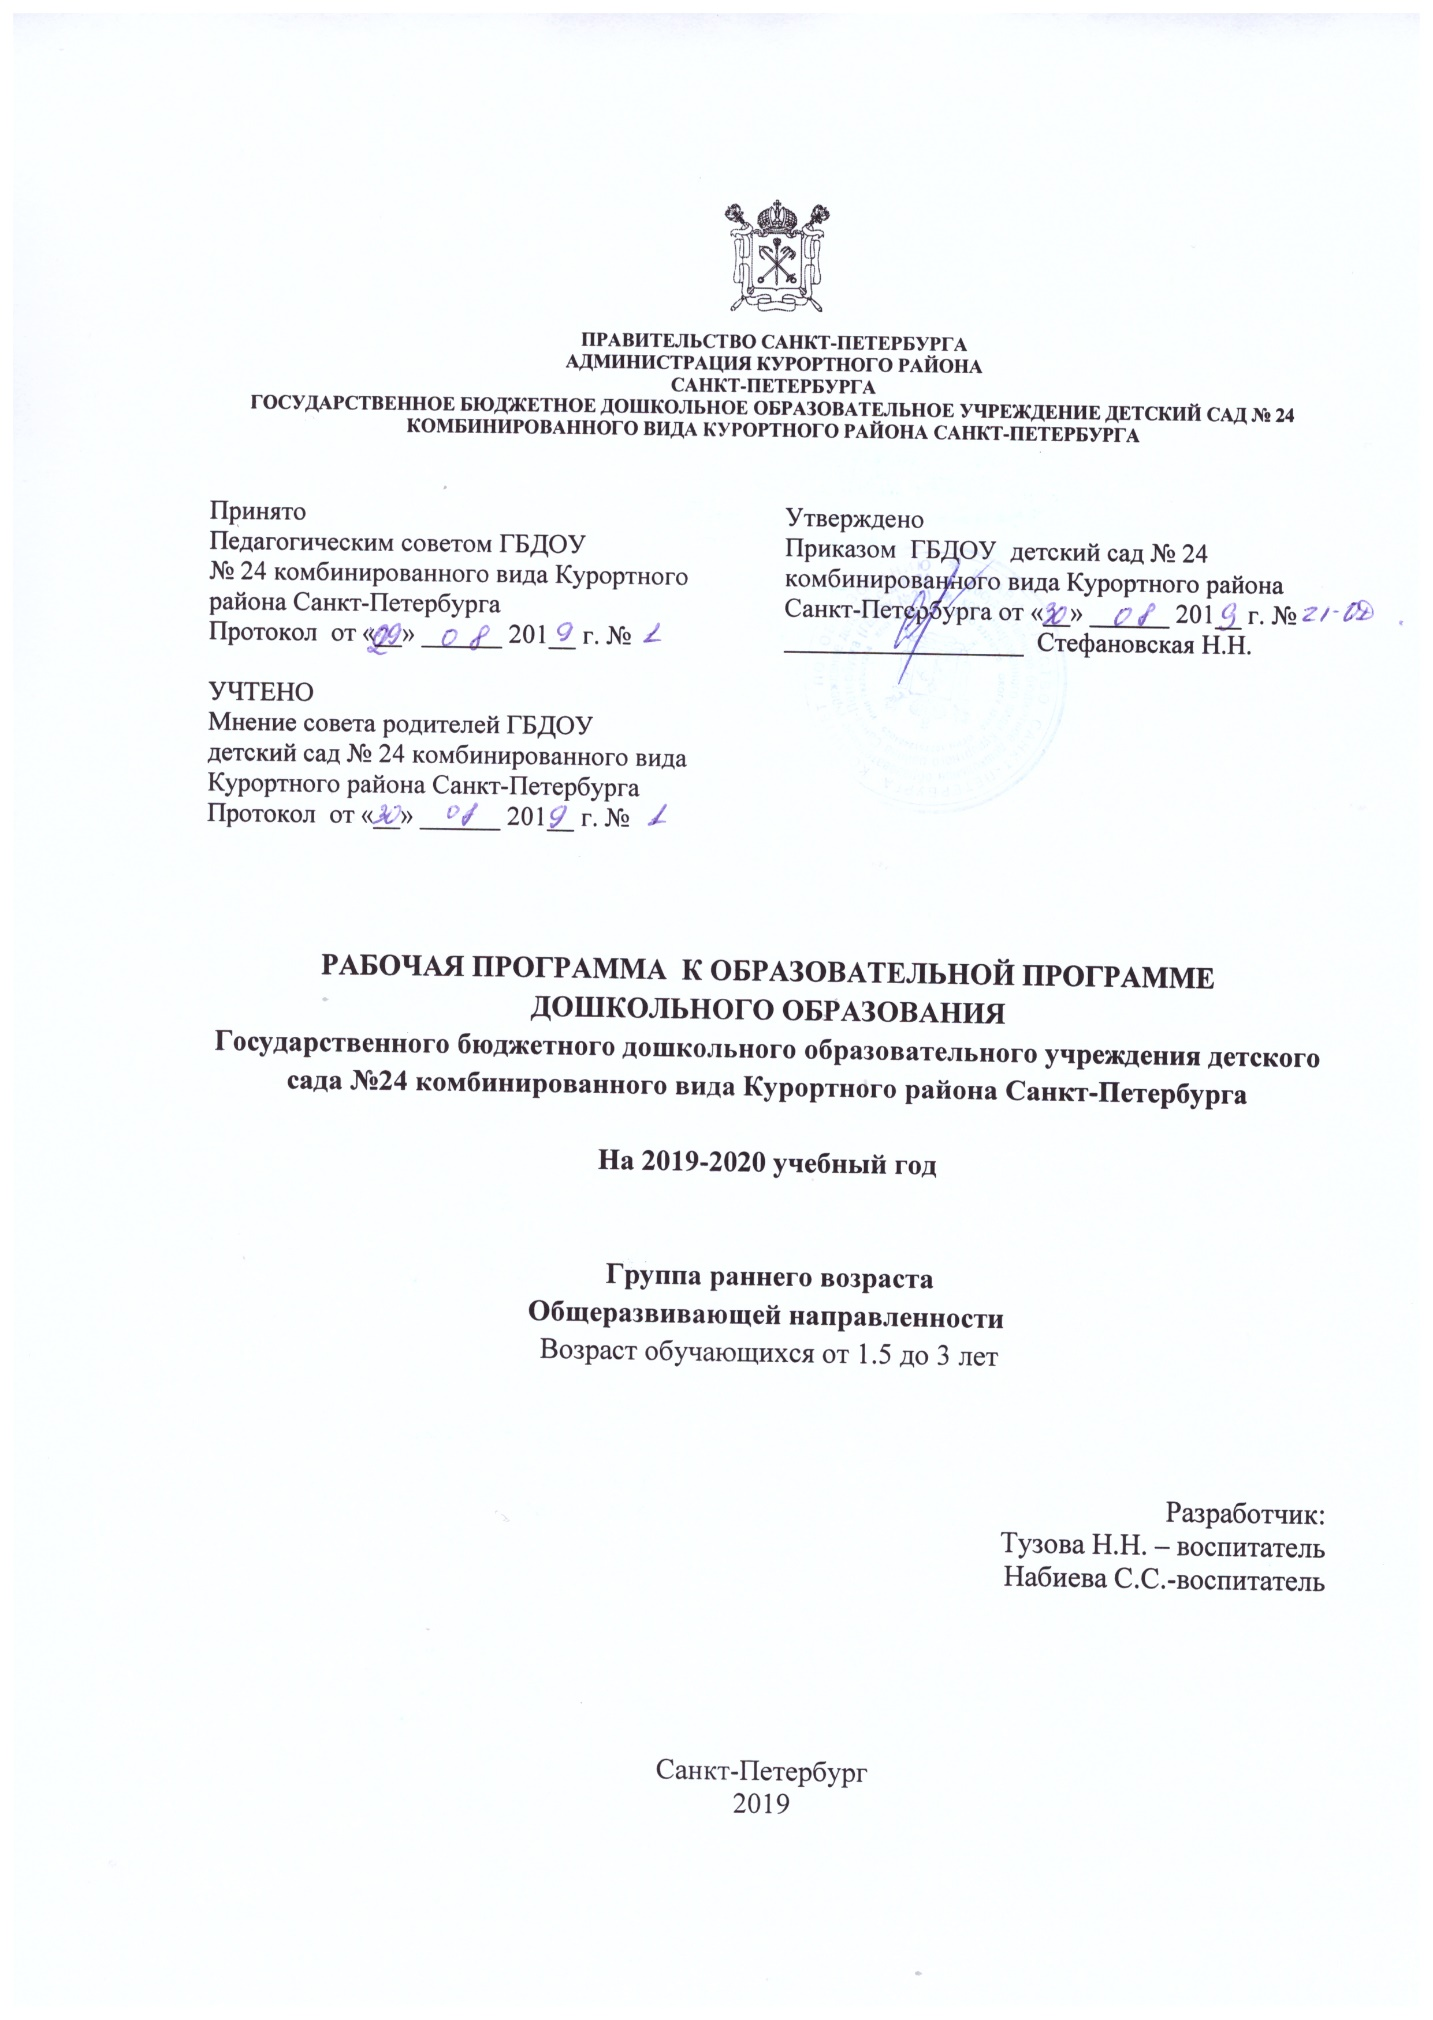 ПРАВИТЕЛЬСТВО САНКТ-ПЕТЕРБУРГА
АДМИНИСТРАЦИЯ КУРОРТНОГО РАЙОНА
САНКТ-ПЕТЕРБУРГА
ГОСУДАРСТВЕННОЕ БЮДЖЕТНОЕ ДОШКОЛЬНОЕ ОБРАЗОВАТЕЛЬНОЕ УЧРЕЖДЕНИЕ ДЕТСКИЙ САД № 24
КОМБИНИРОВАННОГО ВИДА КУРОРТНОГО РАЙОНА САНКТ-ПЕТЕРБУРГА
Принято
Педагогическим советом ГБДОУ
№ 24 комбинированного вида Курортного
района Санкт-Петербурга
Протокол от «29» 08 2019 г. № 1
Утверждено
Приказом ГБДОУ детский сад № 24
комбинированного вида Курортного района
Санкт-Петербурга от «30» 08 2019 г. № 21-ОД
Стефановская Н.Н.
УЧТЕНО
Мнение совета родителей ГБДОУ
детский сад № 24 комбинированного вида
Курортного района Санкт-Петербурга
Протокол от «30» 08 2019 г. № 1
РАБОЧАЯ ПРОГРАММА К ОБРАЗОВАТЕЛЬНОЙ ПРОГРАММЕ
ДОШКОЛЬНОГО ОБРАЗОВАНИЯ
Государственного бюджетного дошкольного образовательного учреждения детского
сада №24 комбинированного вида Курортного района Санкт-Петербурга
На 2019-2020 учебный год
Группа раннего возраста
Общеразвивающей направленности
Возраст обучающихся от 1.5 до 3 лет
Разработчик:
Тузова Н.Н. – воспитатель
Набиева С.С.-воспитатель
Санкт-Петербург
2019